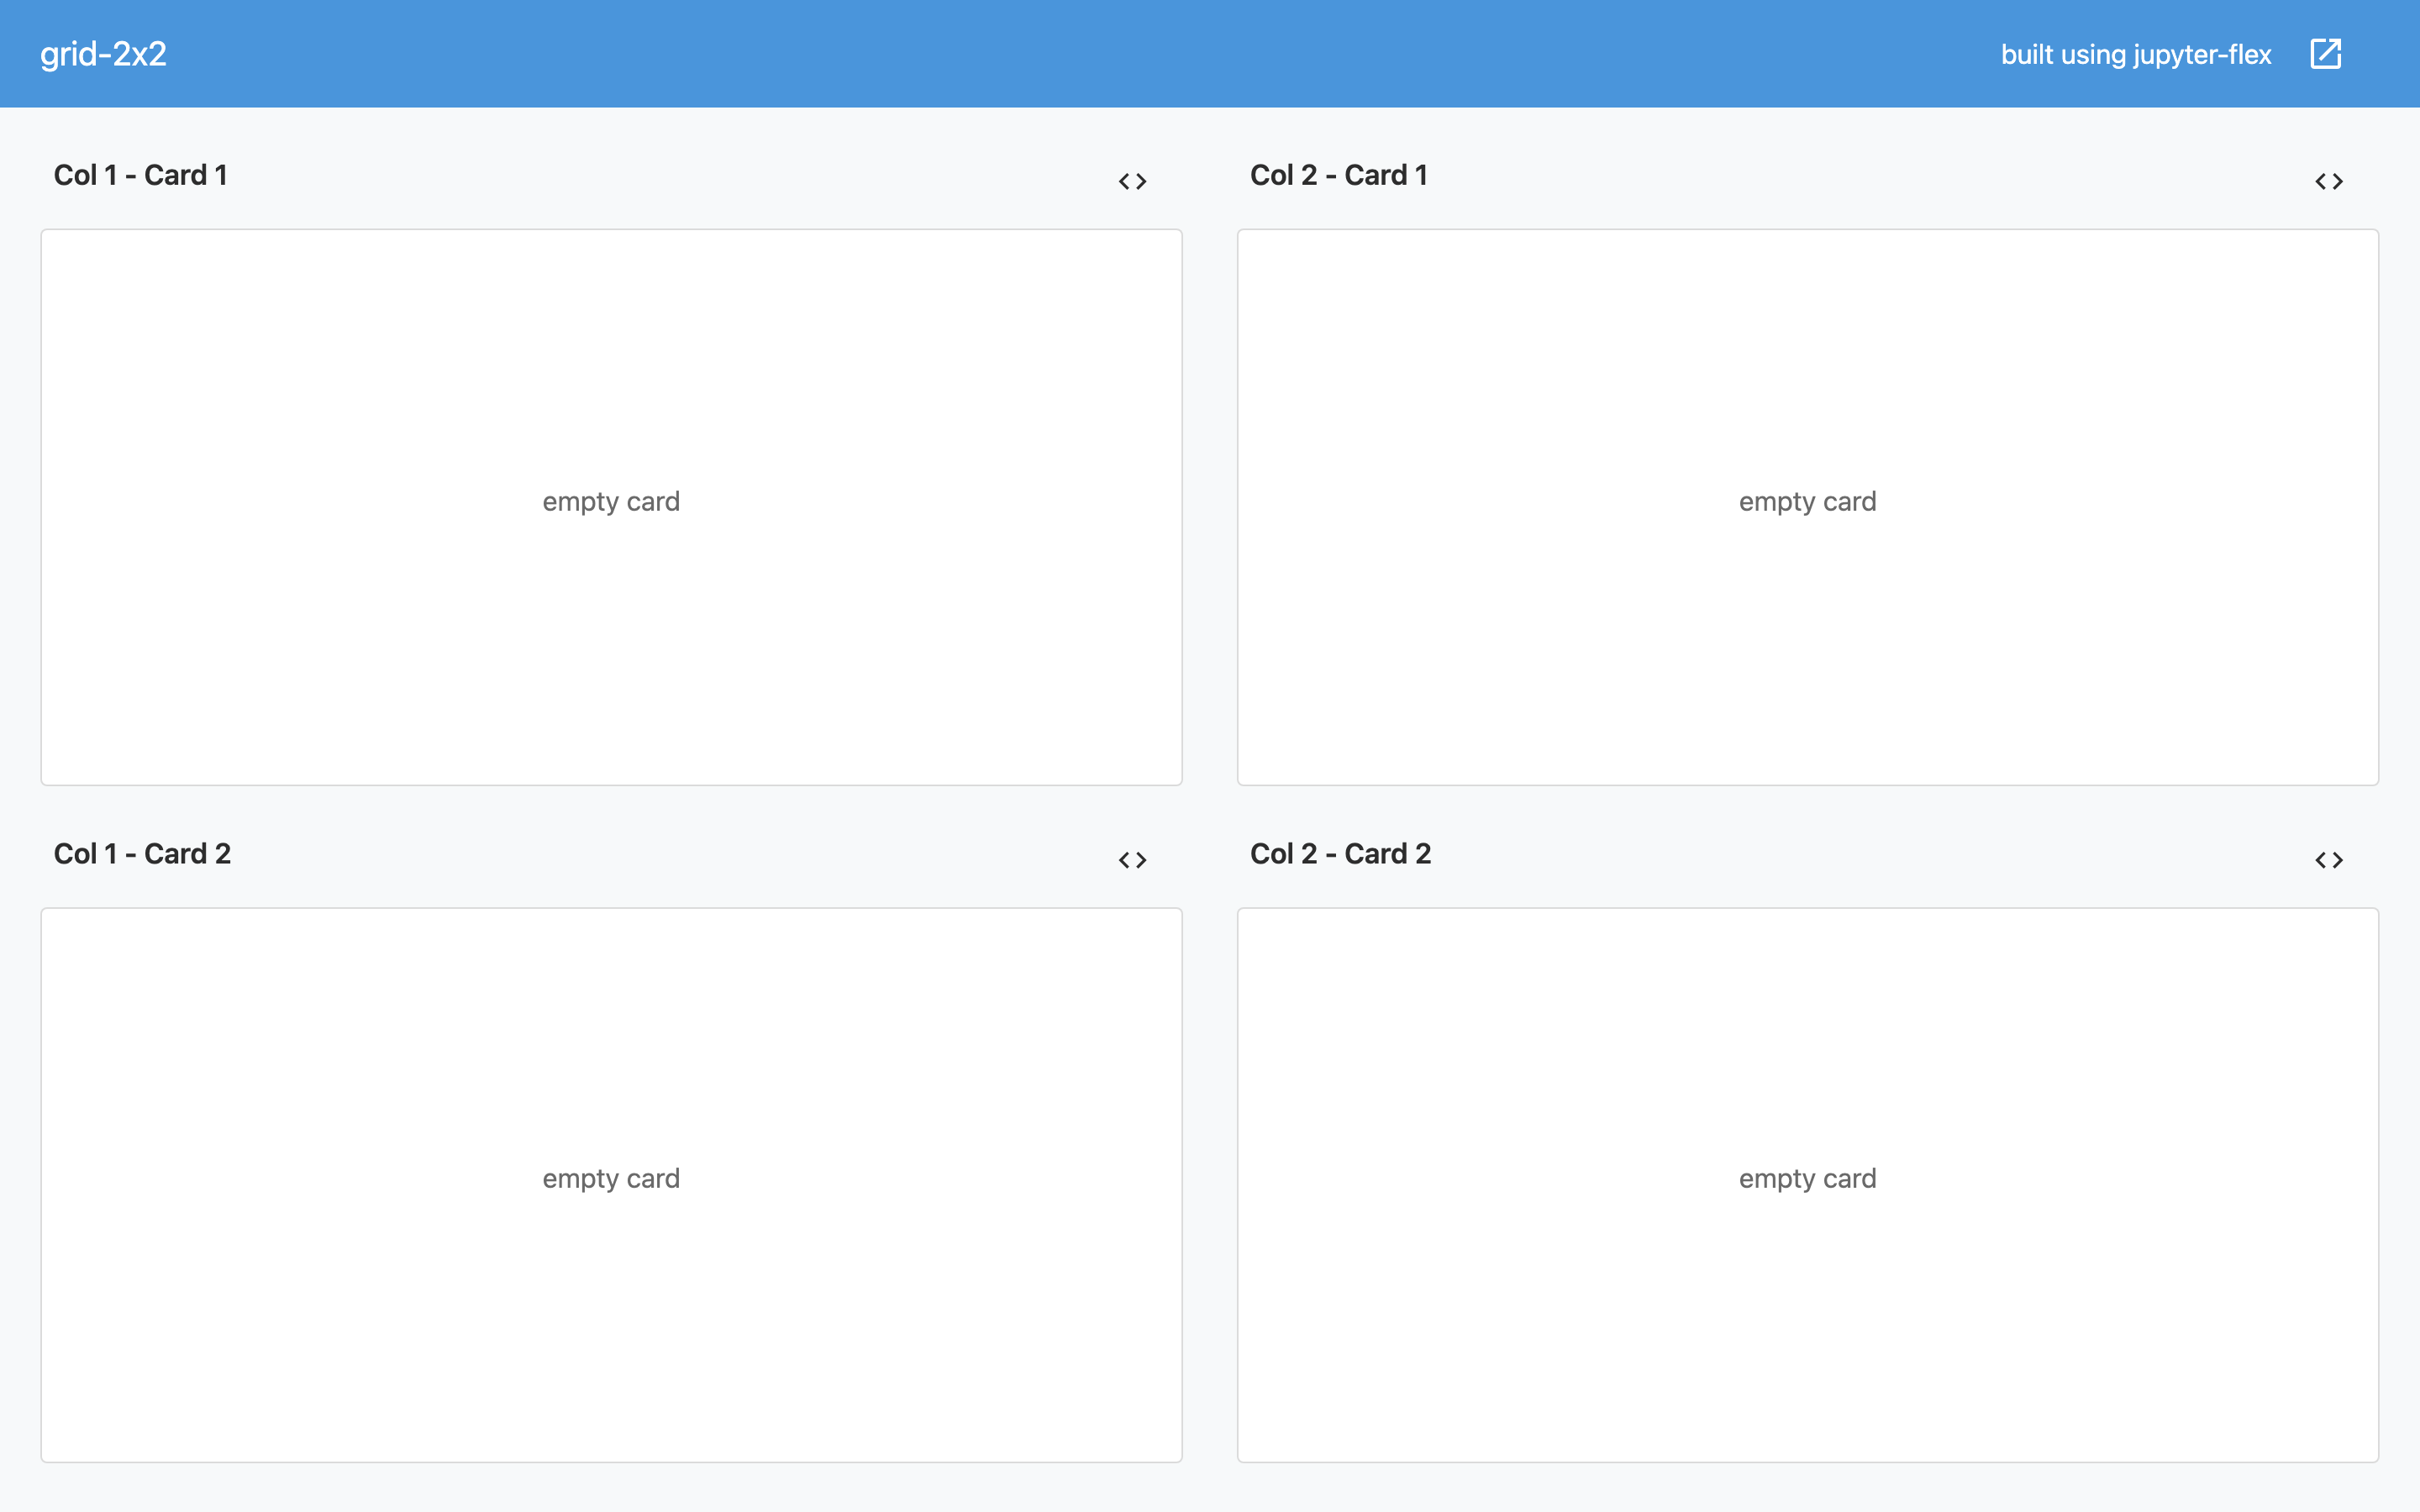 grid-2x2
built using jupyter-flex
Col 1 - Card 1
Col 2 - Card 1
empty card
empty card
Col 1 - Card 2
Col 2 - Card 2
empty card
empty card